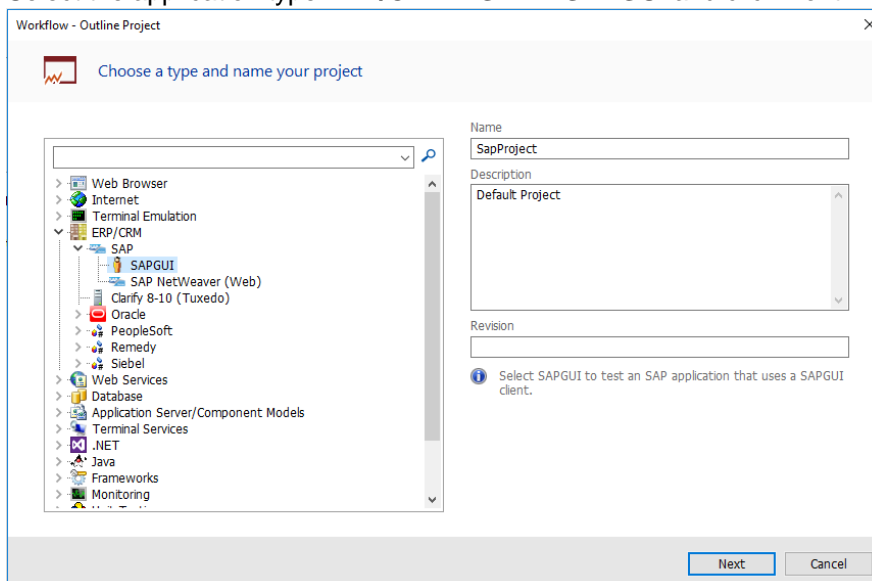 Workflow - Outline Project
Choose a type and name your project
Name
SapProject
Description
Default Project
Web Browser
Internet
Terminal Emulation
ERP/CRM
SAP
SAPGUI
SAP NetWeaver (Web)
Clarify 8-10 (Tuxedo)
Oracle
PeopleSoft
Remedy
Siebel
Web Services
Database
Application Server/Component Models
Terminal Services
.NET
Java
Frameworks
Monitoring
Revision
Select SAPGUI to test an SAP application that uses a SAPGUI
client.
Next
Cancel